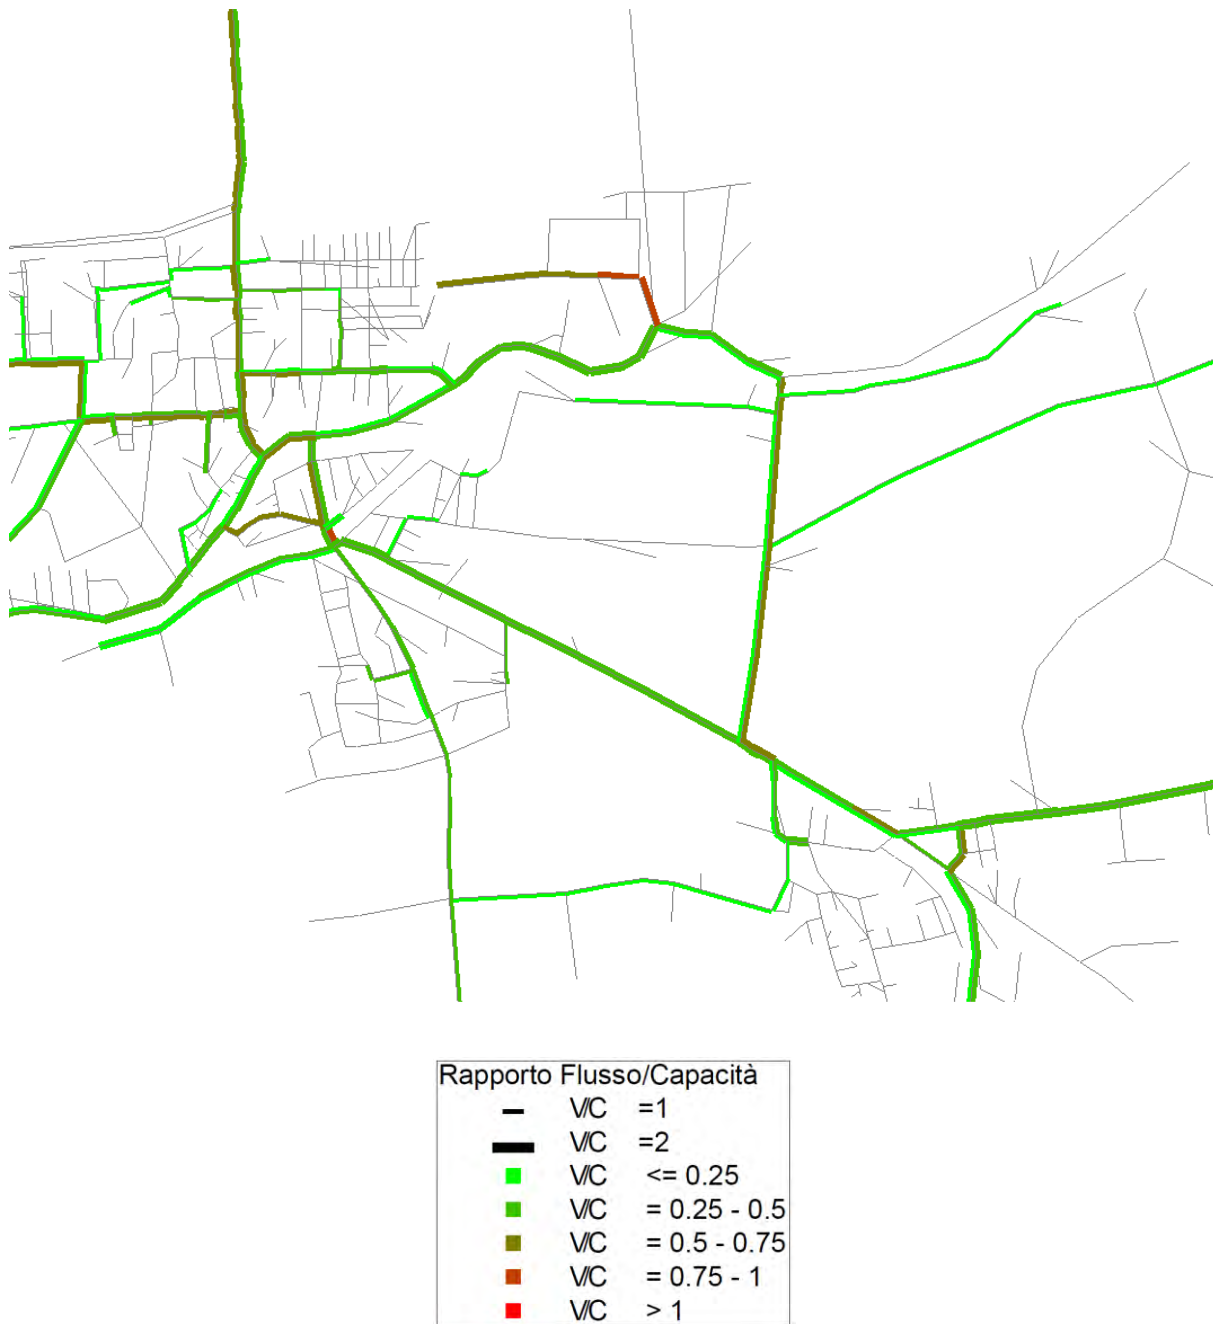 Rapporto Flusso/Capacità
V/C =1
V/C =2
V/C <= 0.25
V/C = 0.25 - 0.5
V/C = 0.5 - 0.75
V/C = 0.75 - 1
V/C > 1